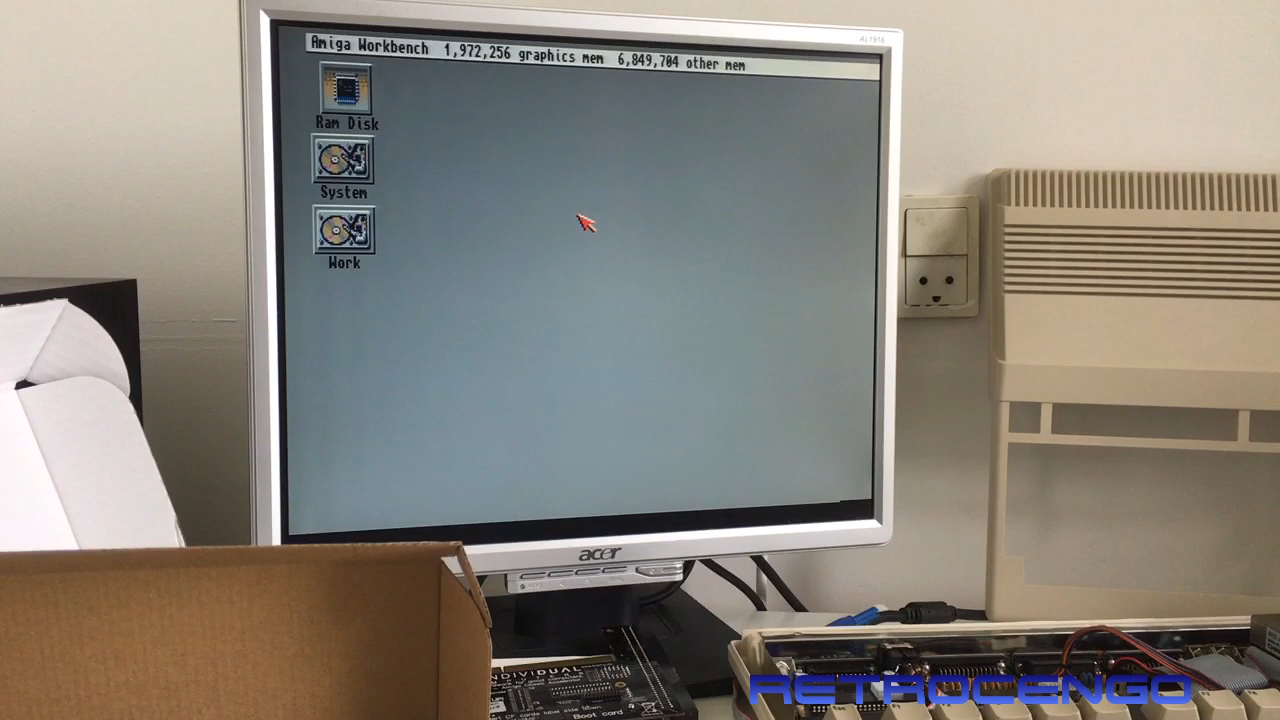 AL1916
Amiga Workbench 1,972,256 graphics mem 6,849,704 other mem
Ram Disk
System
Work
acer
INDIVIDUAL
Boot card
RETROCENGO